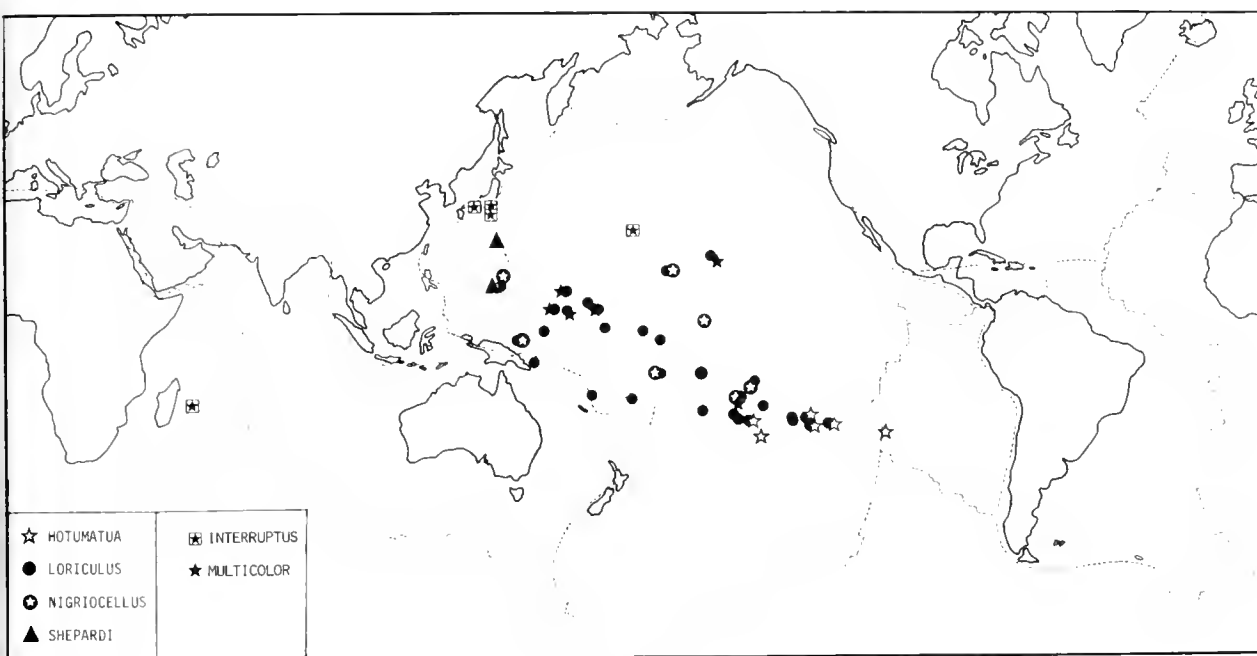 HOTUMATUA
LORICULUS
NIGRIOCELLUS
SHEPARDI
INTERRUPTUS
MULTICOLOR